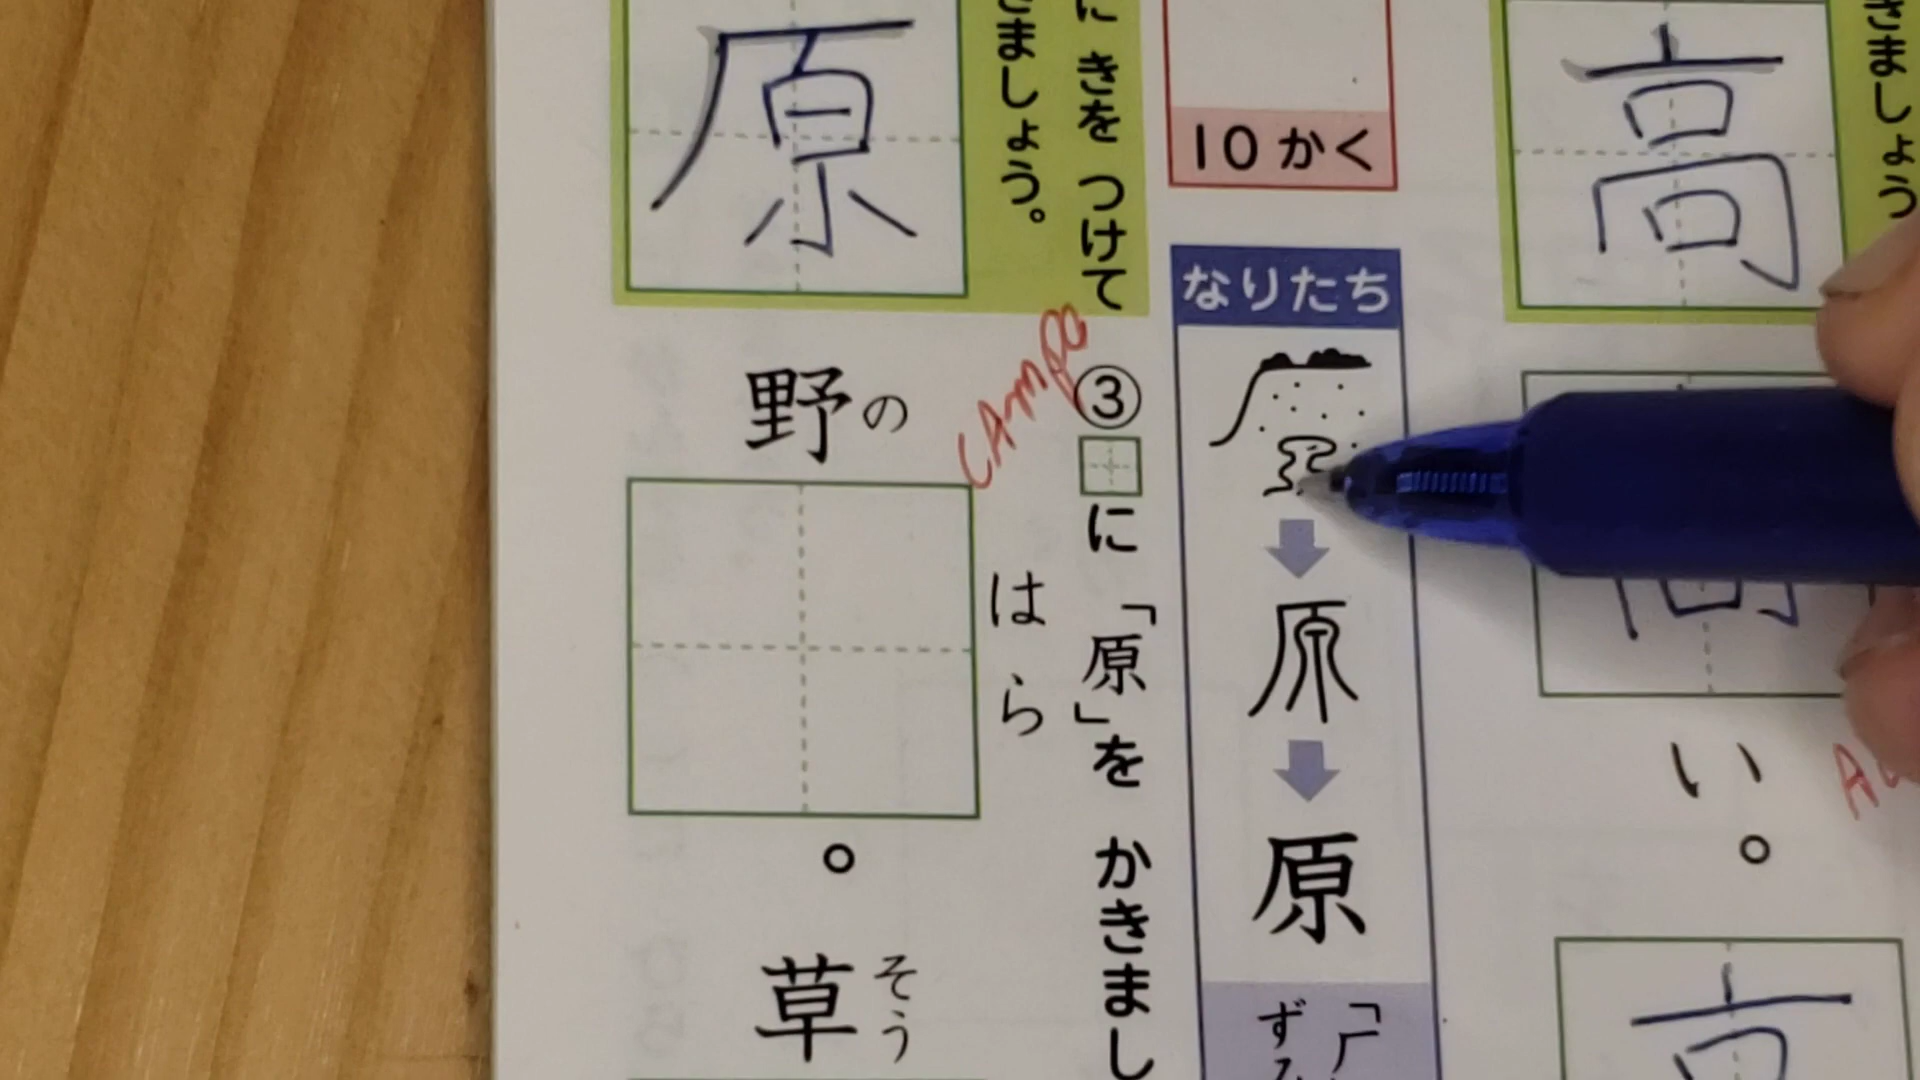 きましょう
高
高
い。
高
10かく
なりたち
原
原
「厂
ず
にきをつけて
きましょう。
原
③
に「原」をかきまし
CAMPO
野の
はら
。
草
そう